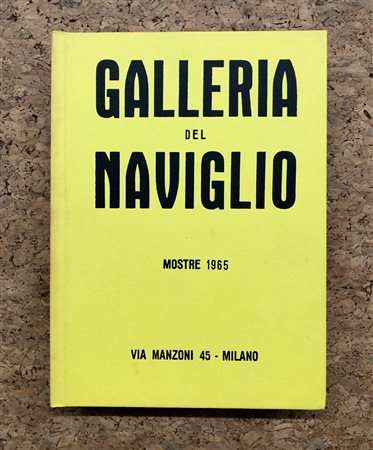 GALLERIA
DEL
NAVIGLIO
MOSTRE 1965
VIA MANZONI 45 - MILANO